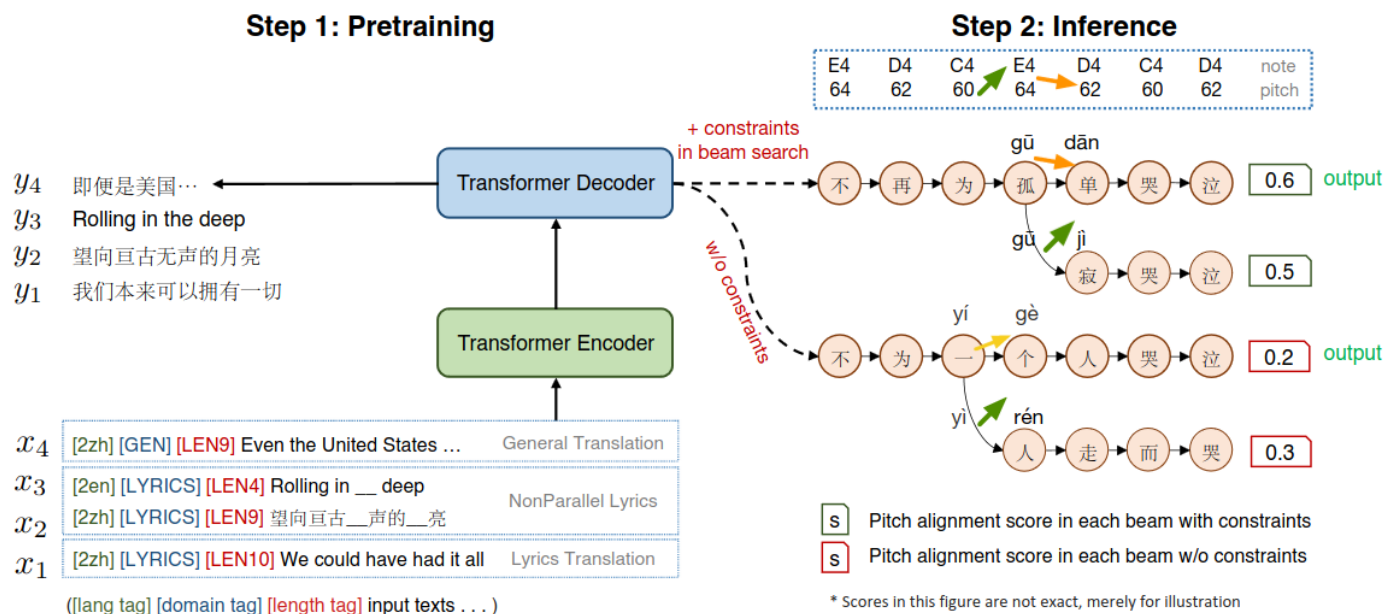 Step 1: Pretraining
y4 即便是美国…
y3 Rolling in the deep
y2 望向亘古无声的月亮
y1 我们本来可以拥有一切
Transformer Decoder
Transformer Encoder
x4 [2zh] [GEN] [LEN9] Even the United States … General Translation
x3 [2en] [LYRICS] [LEN4] Rolling in __ deep
NonParallel Lyrics
x2 [2zh] [LYRICS] [LEN9] 望向亘古__声的__亮
x1 [2zh] [LYRICS] [LEN10] We could have had it all Lyrics Translation
([lang tag] [domain tag] [length tag] input texts . . . )
+ constraints
in beam search
w/o constraints
Step 2: Inference
E4 D4 C4 E4 D4 C4 D4 note
64 62 60 64 62 60 62 pitch
gū dān
不 再 为 孤 单 哭 泣 0.6 output
gū jì
寂 哭 泣 0.5
yí gè
不 为 一 个 人 哭 泣 0.2 output
yì rén
人 走 而 哭 0.3
s Pitch alignment score in each beam with constraints
s Pitch alignment score in each beam w/o constraints
* Scores in this figure are not exact, merely for illustration